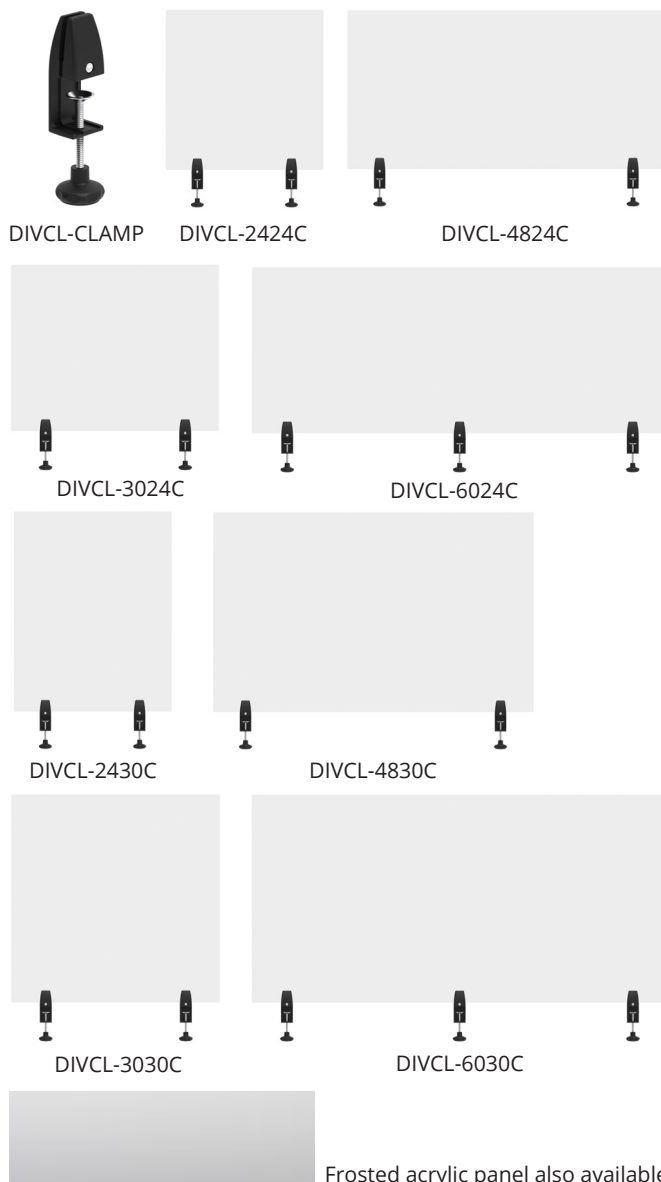 DIVCL-CLAMP
DIVCL-2424C
DIVCL-4824C
DIVCL-3024C
DIVCL-6024C
DIVCL-2430C
DIVCL-4830C
DIVCL-3030C
DIVCL-6030C
Frosted acrylic panel also available